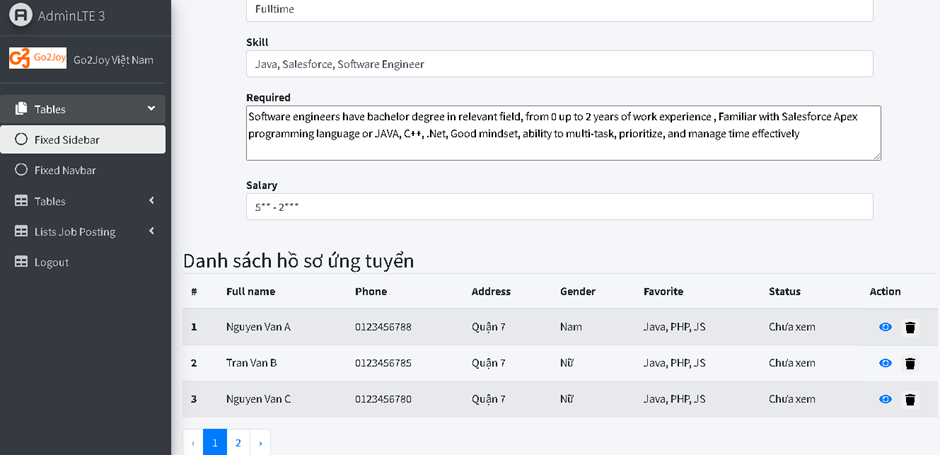 AdminLTE 3
Go2Joy
Go2Joy Việt Nam
Tables
Fixed Sidebar
Fixed Navbar
Tables
Lists Job Posting
Logout
Fulltime
Skill
Java, Salesforce, Software Engineer
Required
Software engineers have bachelor degree in relevant field, from 0 up to 2 years of work experience , Familiar with Salesforce Apex
programming language or JAVA, C++, .Net, Good mindset, ability to multi-task, prioritize, and manage time effectively
Salary
5** - 2***
Danh sách hồ sơ ứng tuyển
# Full name Phone Address Gender Favorite Status Action
1 Nguyen Van A 0123456788 Quận 7 Nam Java, PHP, JS Chưa xem
2 Tran Van B 0123456785 Quận 7 Nữ Java, PHP, JS Chưa xem
3 Nguyen Van C 0123456780 Quận 7 Nữ Java, PHP, JS Chưa xem
‹ 1 2 ›